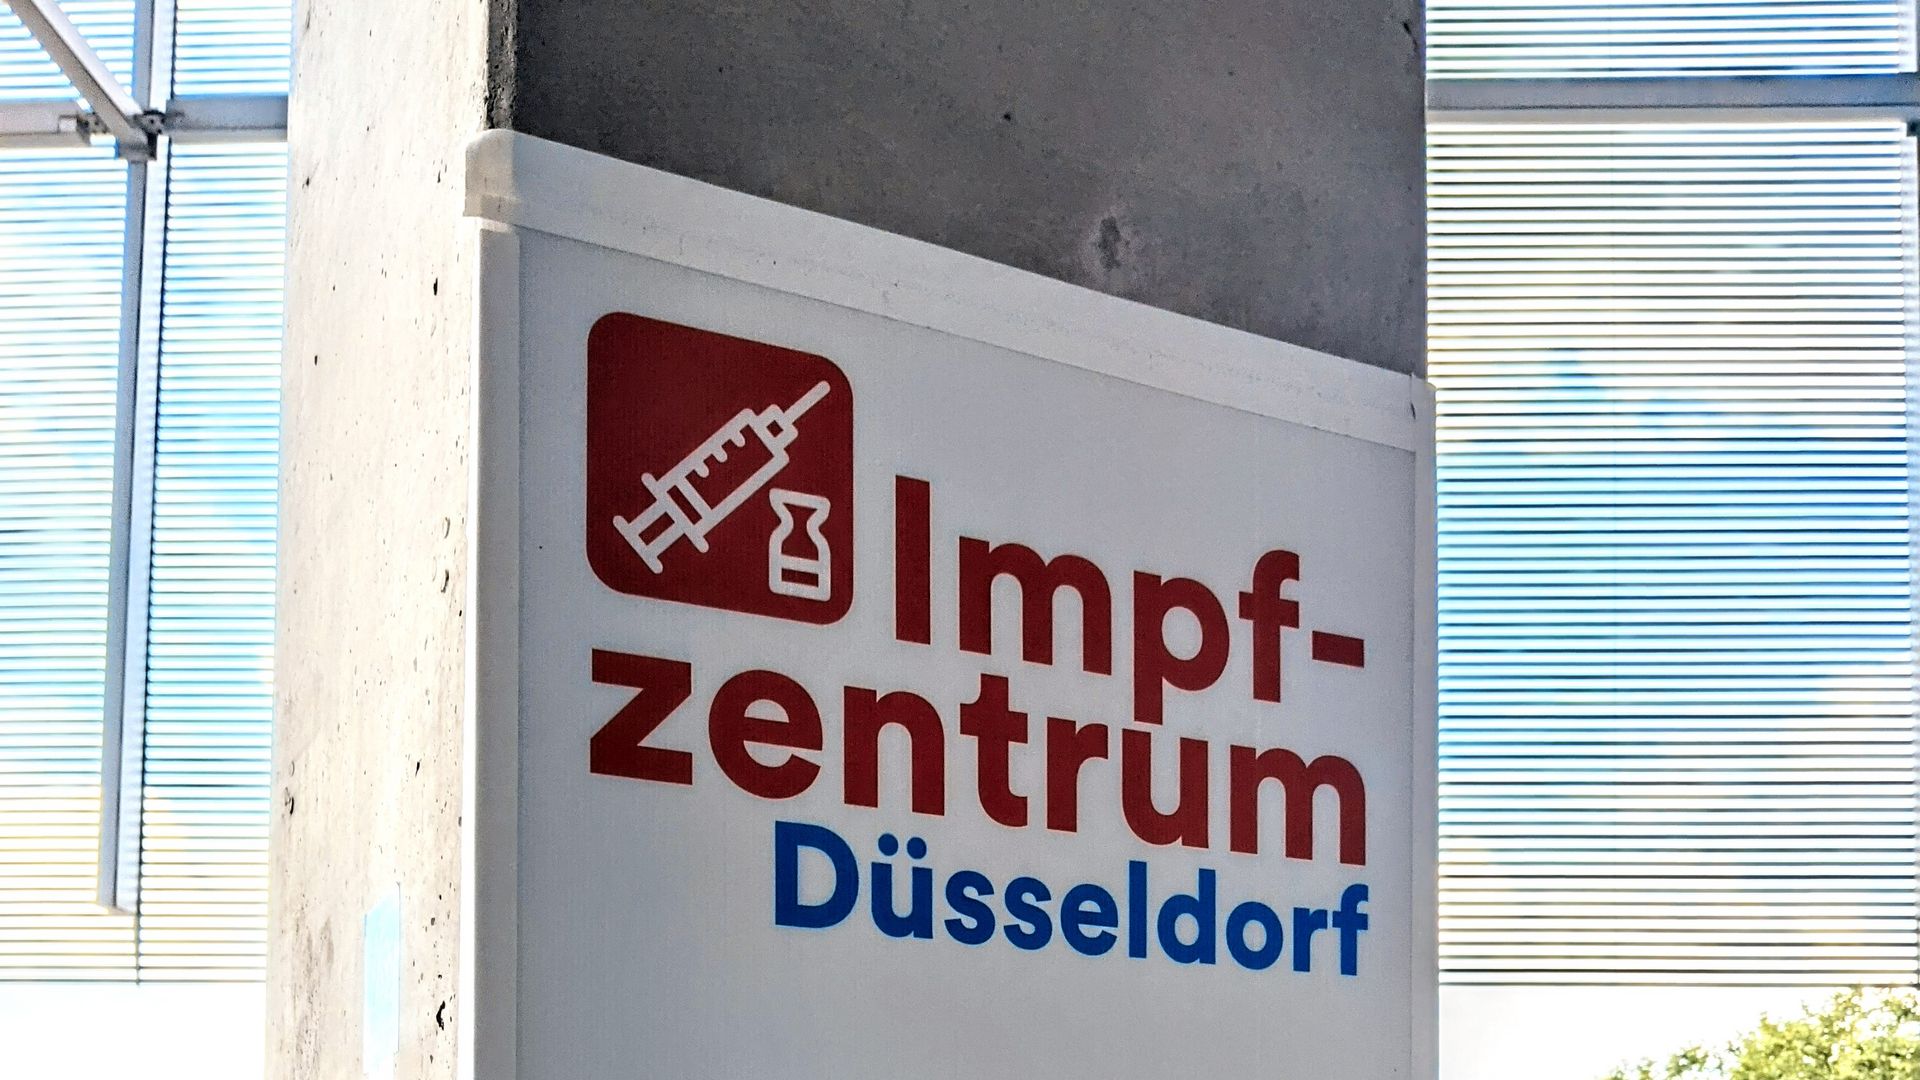 Impf-
zentrum
Düsseldorf